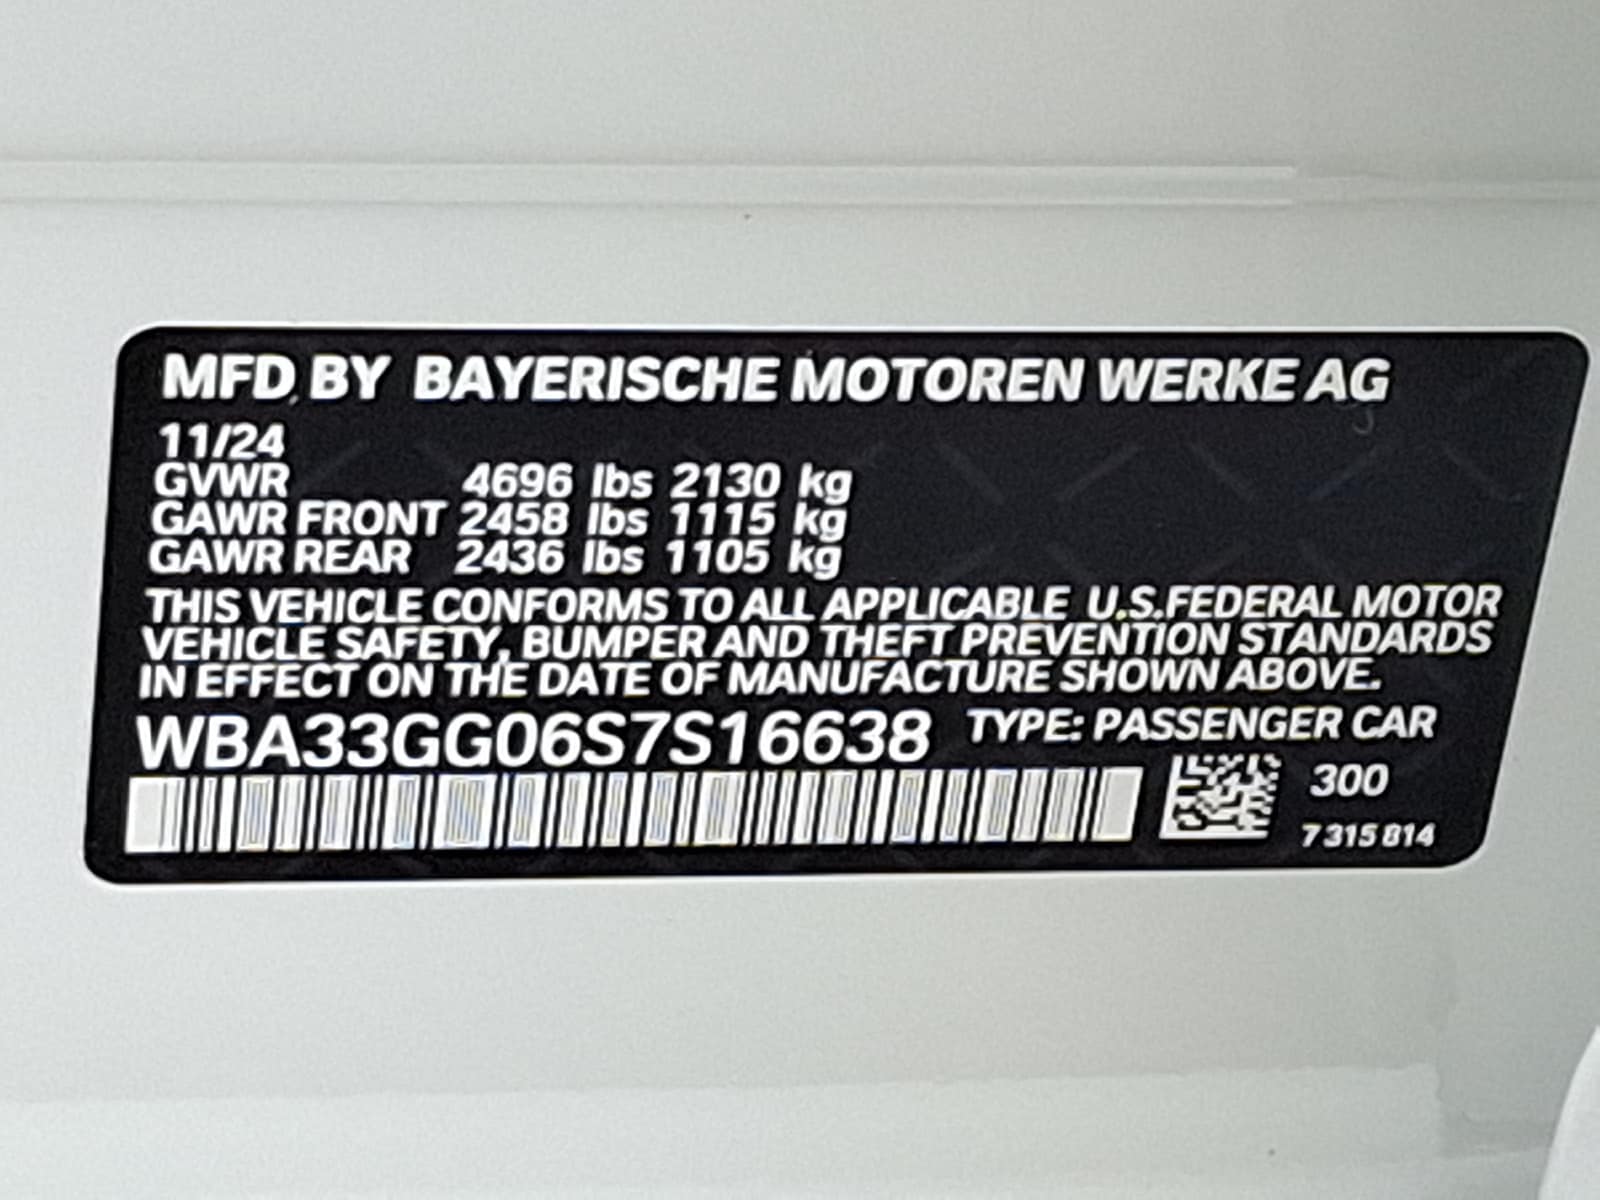 MFD. BY BAYERISCHE MOTOREN WERKE AG
11/24
GVWR 4696 lbs 2130 kg
GAWR FRONT 2458 lbs 1115 kg
GAWR REAR 2436 lbs 1105 kg
THIS VEHICLE CONFORMS TO ALL APPLICABLE U.S.FEDERAL MOTOR
VEHICLE SAFETY, BUMPER AND THEFT PREVENTION STANDARDS
IN EFFECT ON THE DATE OF MANUFACTURE SHOWN ABOVE.
WBA33GG06S7S16638 TYPE: PASSENGER CAR
300
7 315 814